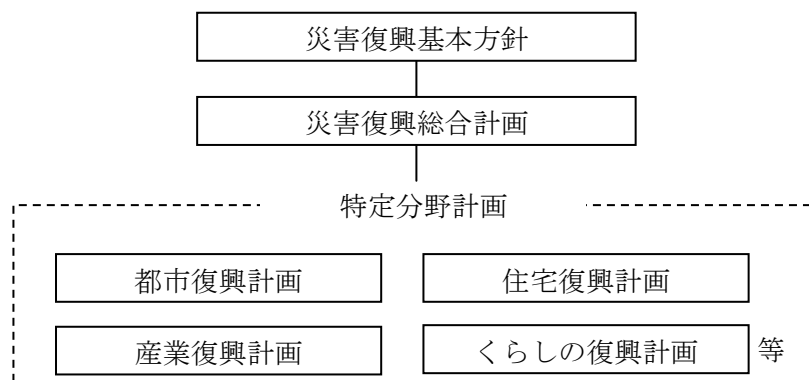 災害復興基本方針
災害復興総合計画
特定分野計画
都市復興計画
住宅復興計画
産業復興計画
くらしの復興計画
等